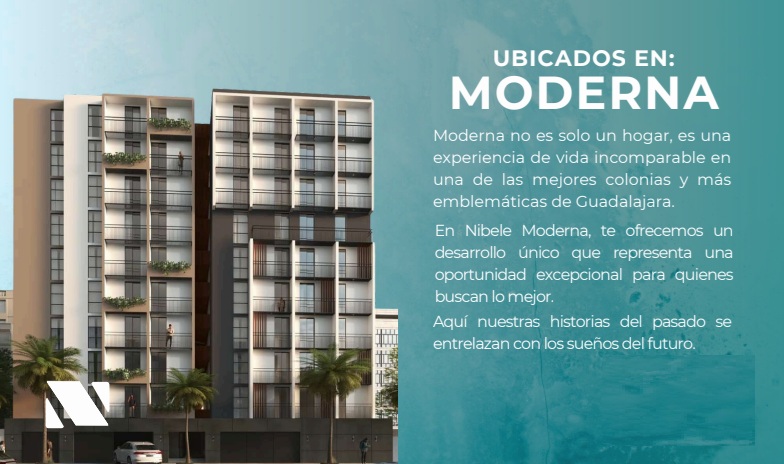 UBICADOS EN:
MODERNA
Moderna no es solo un hogar, es una
experiencia de vida incomparable en
una de las mejores colonias y más
emblemáticas de Guadalajara.
En Nibele Moderna, te ofrecemos un
desarrollo único que representa una
oportunidad excepcional para quienes
buscan lo mejor.
Aquí nuestras historias del pasado se
entrelazan con los sueños del futuro.